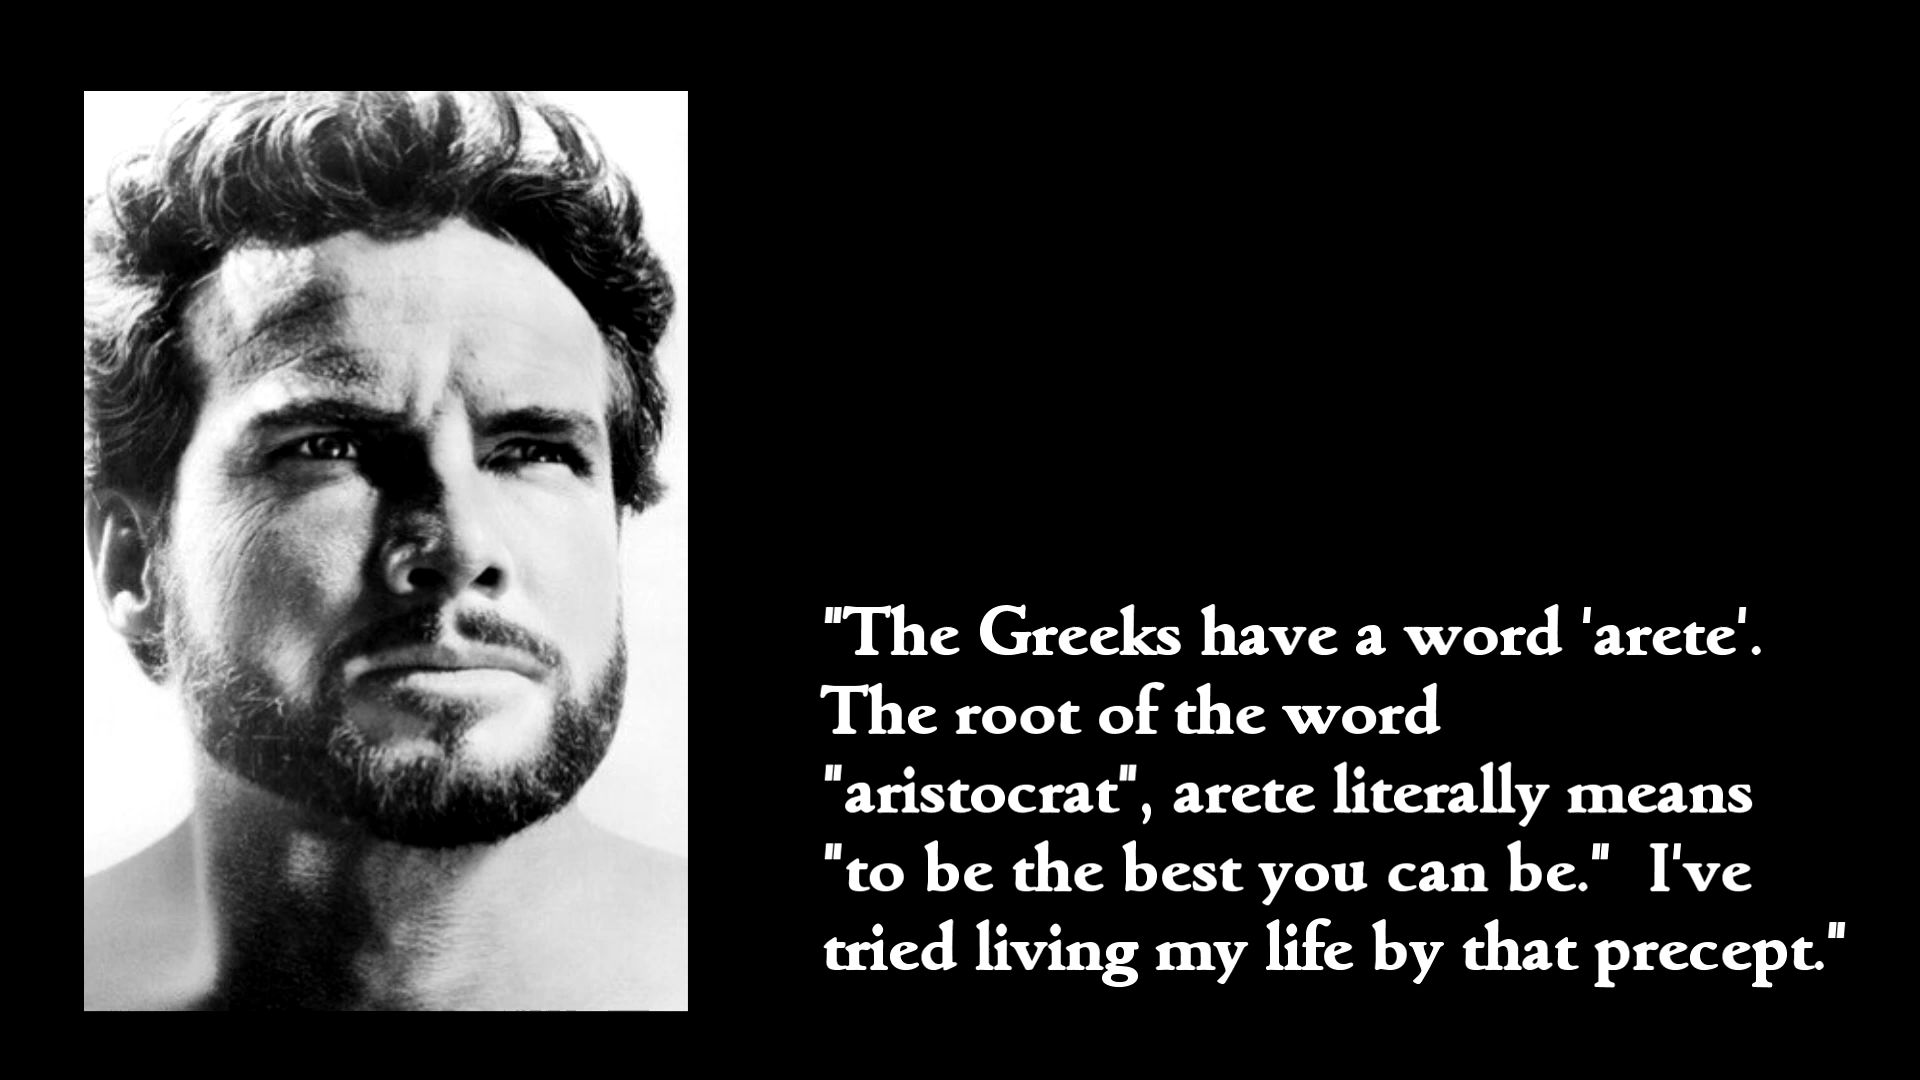 "The Greeks have a word 'arete'.
The root of the word
"aristocrat", arete literally means
"to be the best you can be."  I've
tried living my life by that precept."